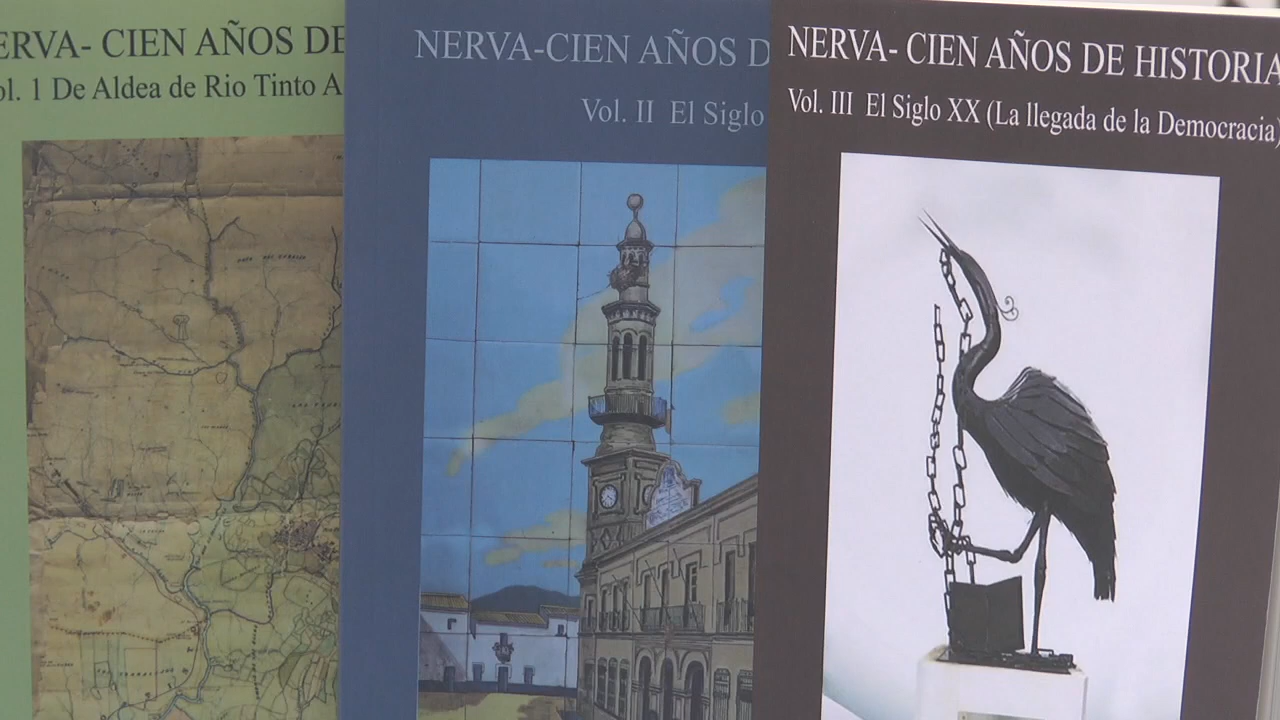 ERVA- CIEN AÑOS DE
ol. 1 De Aldea de Rio Tinto A
NERVA-CIEN AÑOS D
Vol. II El Siglo
NERVA- CIEN AÑOS DE HISTORIA
Vol. III El Siglo XX (La llegada de la Democracia)